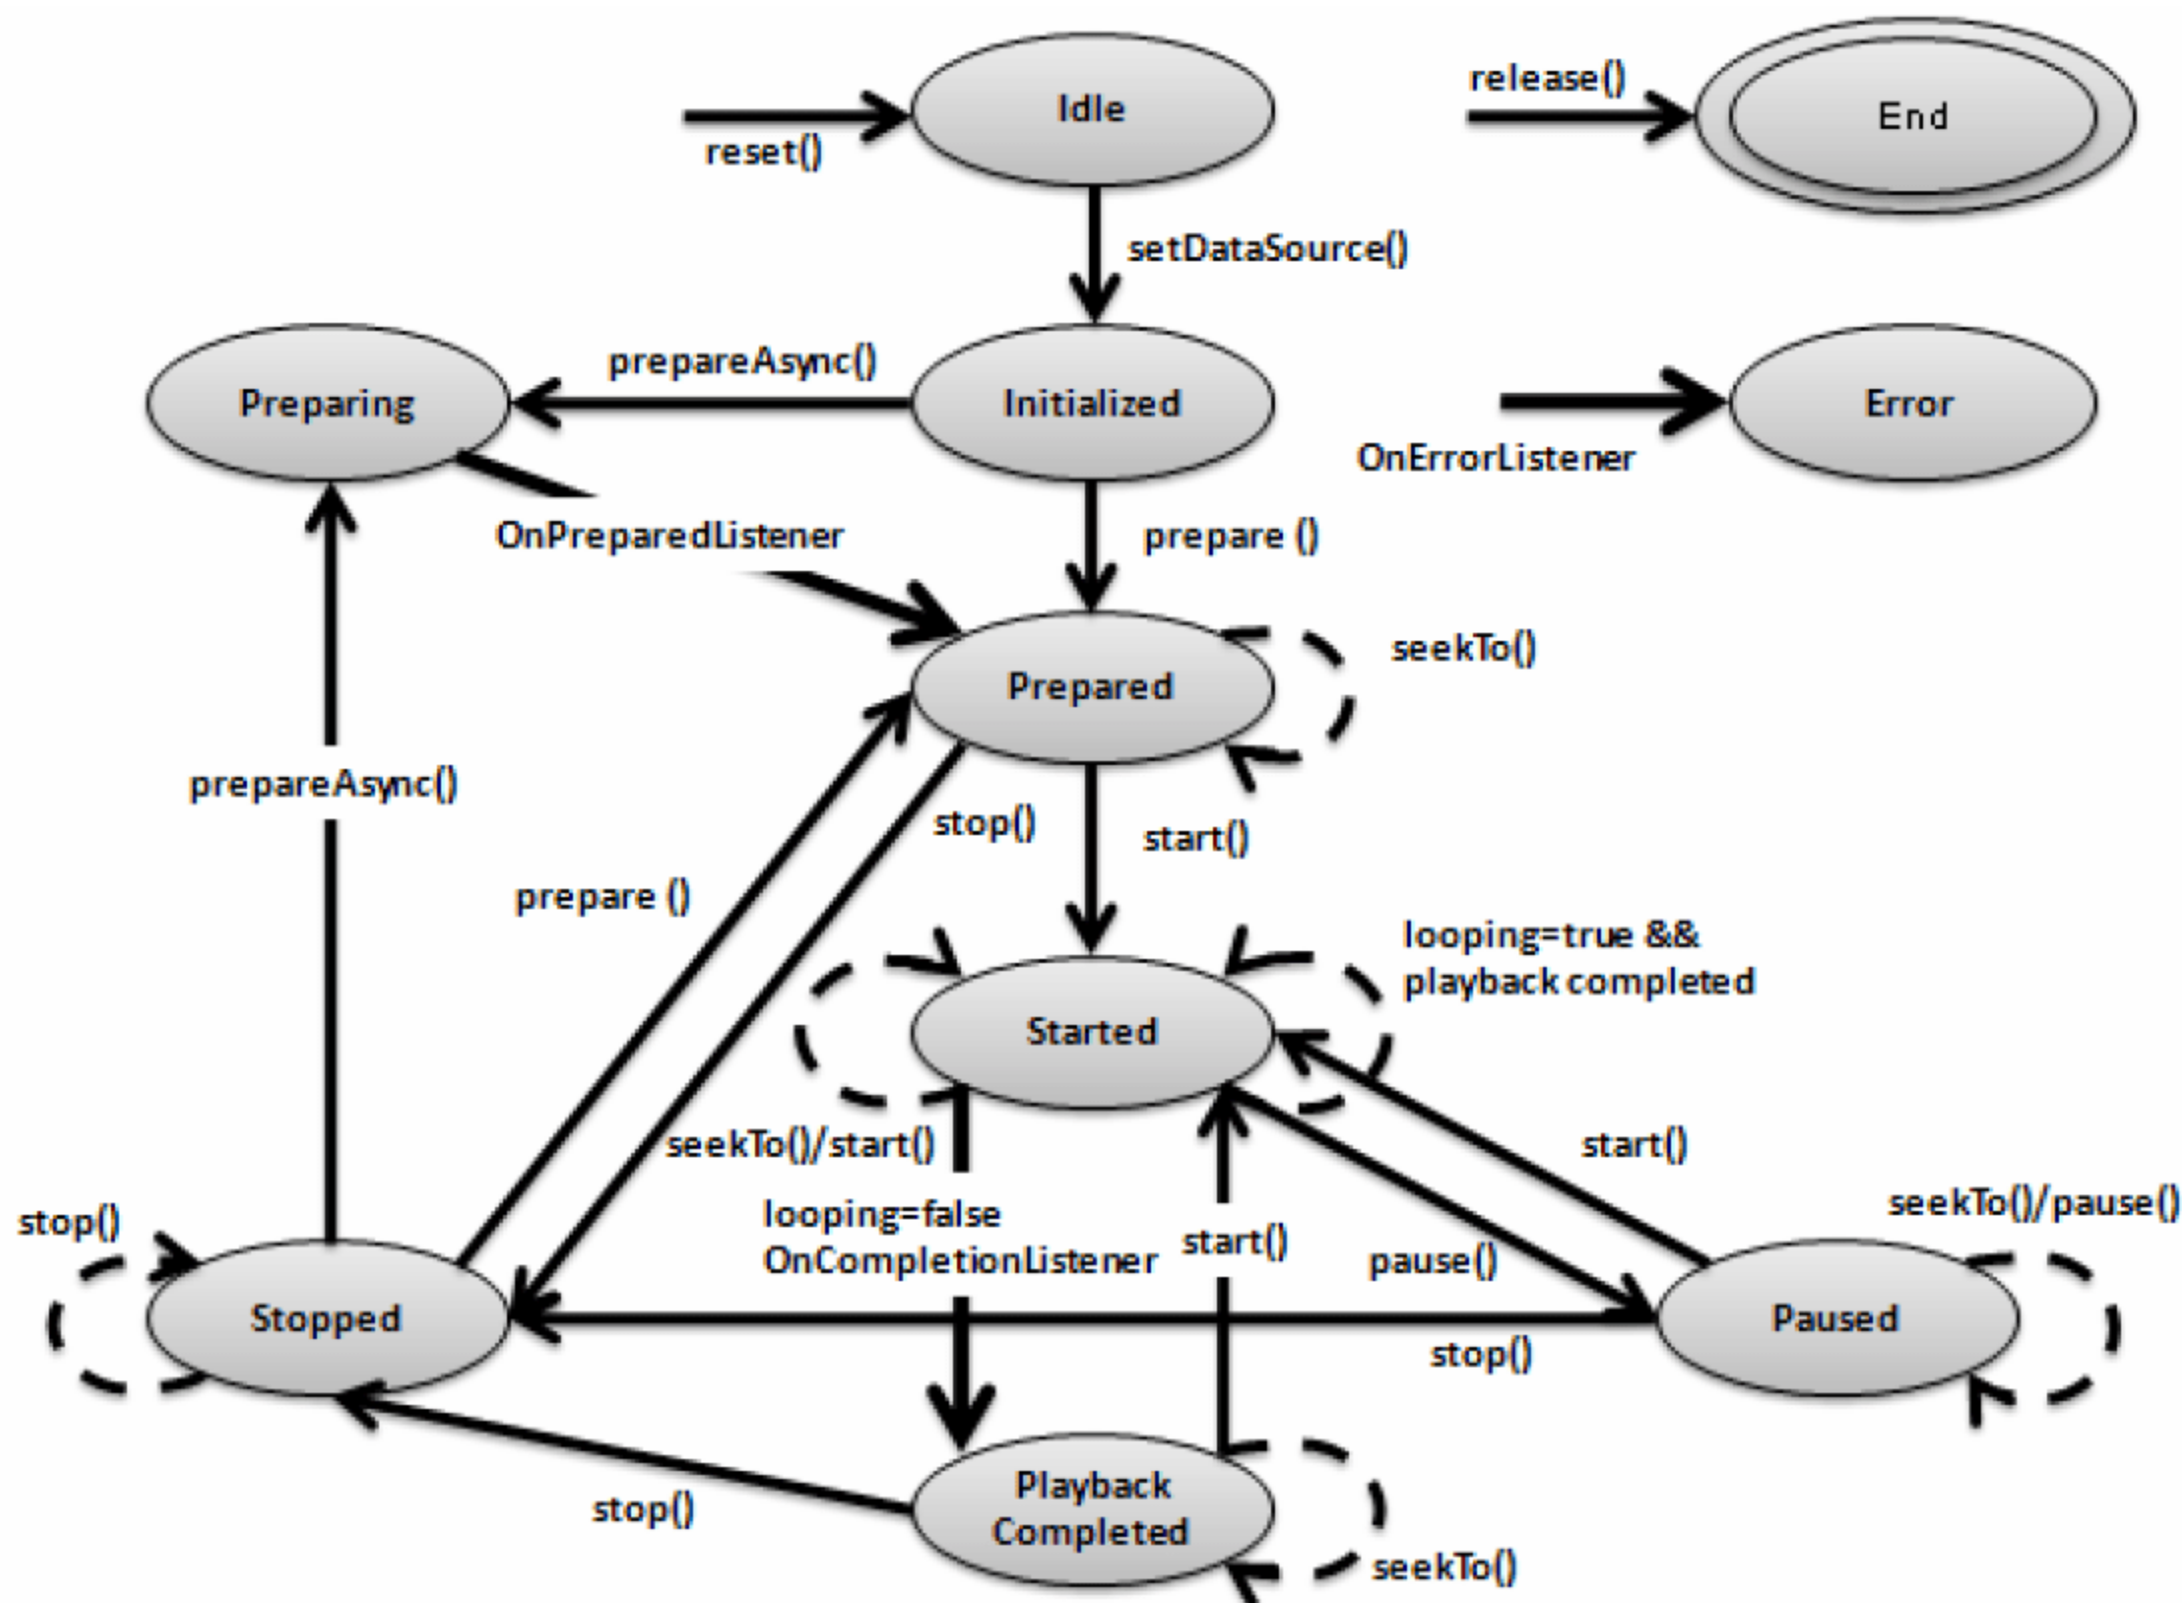 Idle
release()
End
reset()
setDataSource()
prepareAsync()
Preparing
Initialized
Error
OnErrorListener
OnPreparedListener
prepare ()
seekTo()
Prepared
prepareAsync()
stop()
start()
prepare ()
looping=true &&
playback completed
Started
seekTo()/start()
start()
seekTo()/pause()
stop()
looping=false
OnCompletionListener
start()
pause()
Stopped
Paused
stop()
Playback
Completed
stop()
seekTo()